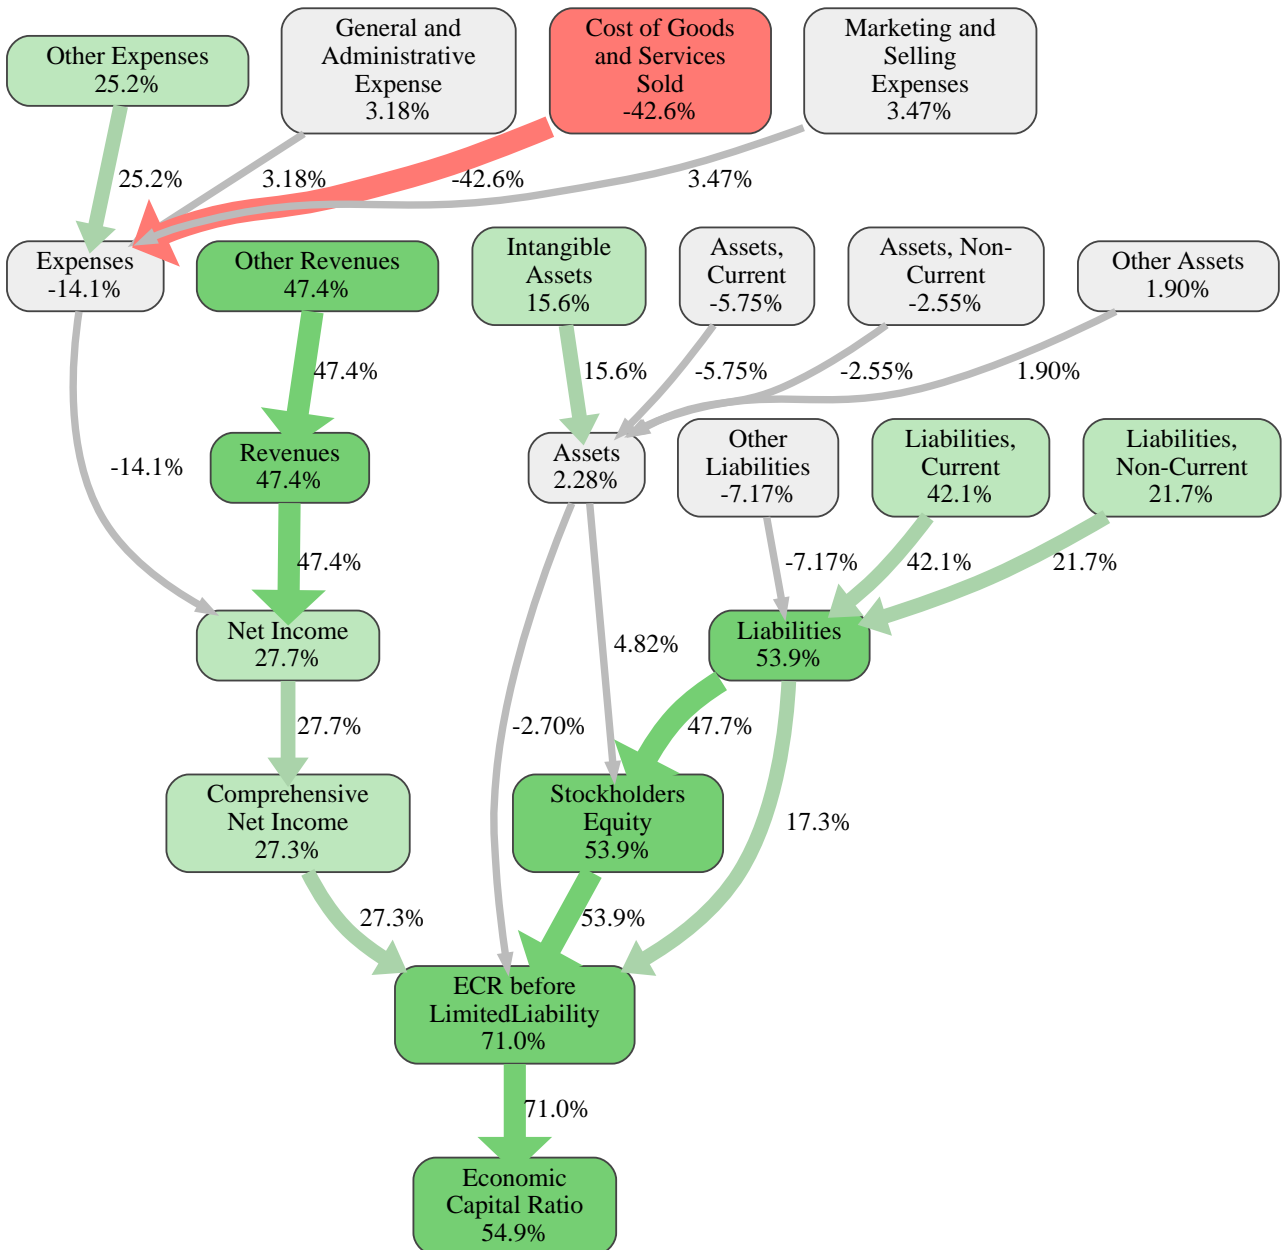 Other Expenses
25.2%
General and
Administrative
Expense
3.18%
Cost of Goods
and Services
Sold
-42.6%
Marketing and
Selling
Expenses
3.47%
25.2%
3.18%
-42.6%
3.47%
Expenses
-14.1%
Other Revenues
47.4%
Intangible
Assets
15.6%
Assets,
Current
-5.75%
Assets, Non-
Current
-2.55%
Other Assets
1.90%
47.4%
15.6%
-5.75%
-2.55%
1.90%
-14.1%
Revenues
47.4%
Assets
2.28%
Other
Liabilities
-7.17%
Liabilities,
Current
42.1%
Liabilities,
Non-Current
21.7%
47.4%
-7.17%
42.1%
21.7%
Net Income
27.7%
4.82%
Liabilities
53.9%
27.7%
-2.70%
47.7%
Comprehensive
Net Income
27.3%
Stockholders
Equity
53.9%
17.3%
27.3%
53.9%
ECR before
LimitedLiability
71.0%
71.0%
Economic
Capital Ratio
54.9%